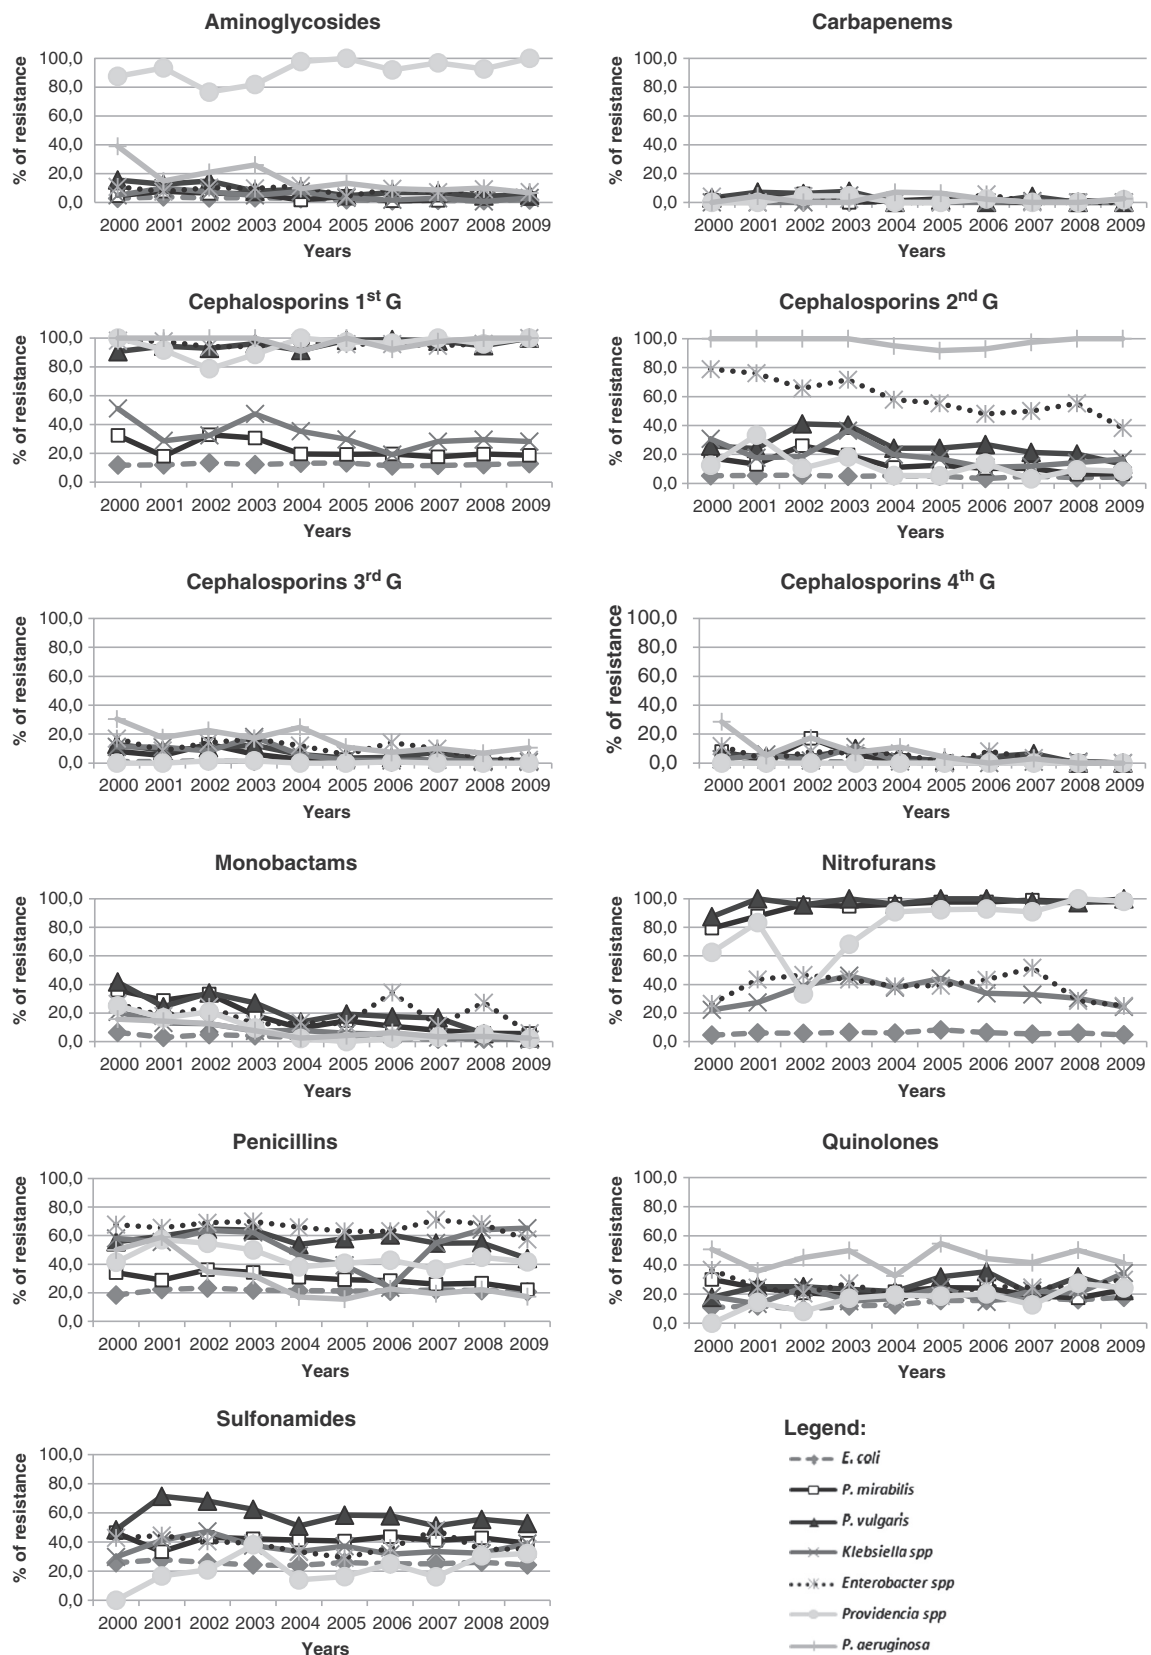 Aminoglycosides
% of resistance
100,0
80,0
60,0
40,0
20,0
0,0
2000 2001 2002 2003 2004 2005 2006 2007 2008 2009
Years
Carbapenems
% of resistance
100,0
80,0
60,0
40,0
20,0
0,0
2000 2001 2002 2003 2004 2005 2006 2007 2008 2009
Years
Cephalosporins 1st G
% of resistance
100,0
80,0
60,0
40,0
20,0
0,0
2000 2001 2002 2003 2004 2005 2006 2007 2008 2009
Years
Cephalosporins 2nd G
% of resistance
100,0
80,0
60,0
40,0
20,0
0,0
2000 2001 2002 2003 2004 2005 2006 2007 2008 2009
Years
Cephalosporins 3rd G
% of resistance
100,0
80,0
60,0
40,0
20,0
0,0
2000 2001 2002 2003 2004 2005 2006 2007 2008 2009
Years
Cephalosporins 4th G
% of resistance
100,0
80,0
60,0
40,0
20,0
0,0
2000 2001 2002 2003 2004 2005 2006 2007 2008 2009
Years
Monobactams
% of resistance
100,0
80,0
60,0
40,0
20,0
0,0
2000 2001 2002 2003 2004 2005 2006 2007 2008 2009
Years
Nitrofurans
% of resistance
100,0
80,0
60,0
40,0
20,0
0,0
2000 2001 2002 2003 2004 2005 2006 2007 2008 2009
Years
Penicillins
% of resistance
100,0
80,0
60,0
40,0
20,0
0,0
2000 2001 2002 2003 2004 2005 2006 2007 2008 2009
Years
Quinolones
% of resistance
100,0
80,0
60,0
40,0
20,0
0,0
2000 2001 2002 2003 2004 2005 2006 2007 2008 2009
Years
Sulfonamides
% of resistance
100,0
80,0
60,0
40,0
20,0
0,0
2000 2001 2002 2003 2004 2005 2006 2007 2008 2009
Years
Legend:
E. coli
P. mirabilis
P. vulgaris
Klebsiella spp
Enterobacter spp
Providencia spp
P. aeruginosa